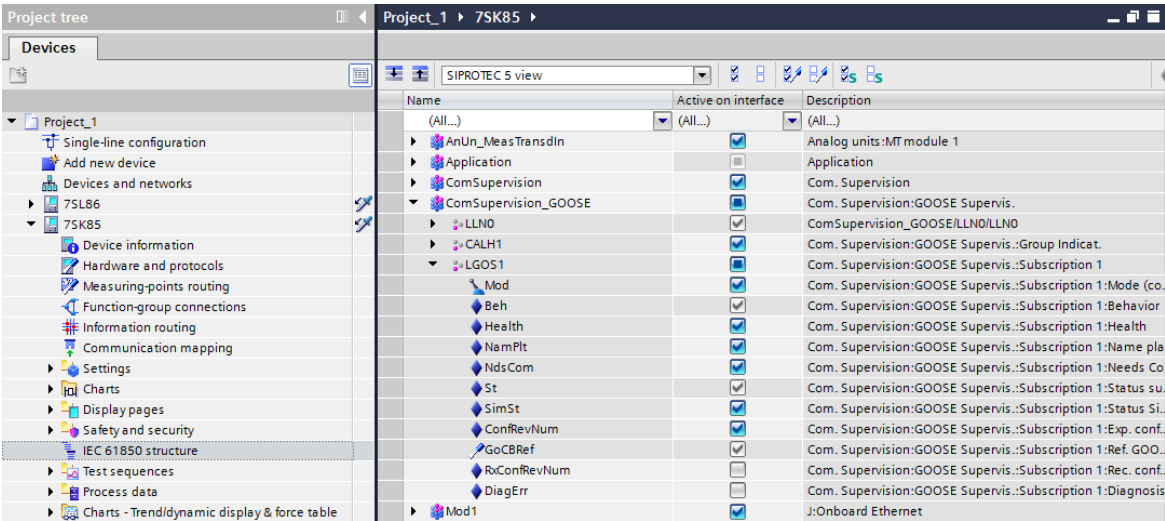 Project tree
Devices
Project_1
Single-line configuration
Add new device
Devices and networks
7SL86
7SK85
Device information
Hardware and protocols
Measuring-points routing
Function-group connections
Information routing
Communication mapping
Settings
Charts
Display pages
Safety and security
IEC 61850 structure
Test sequences
Process data
Charts - Trend/dynamic display & force table
Project_1 7SK85
SIPROTEC 5 view
Name Active on interface Description
(All...) (All...) (All...)
AnUn_MeasTransdIn Analog units:MT module 1
Application Application
ComSupervision Com. Supervision
ComSupervision_GOOSE Com. Supervision:GOOSE Supervis.
LLN0 ComSupervision_GOOSE/LLN0/LLN0
CALH1 Com. Supervision:GOOSE Supervis.:Group Indicat.
LGOS1 Com. Supervision:GOOSE Supervis.:Subscription 1
Mod Com. Supervision:GOOSE Supervis.:Subscription 1:Mode (co.
Beh Com. Supervision:GOOSE Supervis.:Subscription 1:Behavior
Health Com. Supervision:GOOSE Supervis.:Subscription 1:Health
NamPlt Com. Supervision:GOOSE Supervis.:Subscription 1:Name pla
NdsCom Com. Supervision:GOOSE Supervis.:Subscription 1:Needs Co
St Com. Supervision:GOOSE Supervis.:Subscription 1:Status su.
SimSt Com. Supervision:GOOSE Supervis.:Subscription 1:Status Si..
ConfRevNum Com. Supervision:GOOSE Supervis.:Subscription 1:Exp. conf..
GoCBRef Com. Supervision:GOOSE Supervis.:Subscription 1:Ref. GOO..
RxConfRevNum Com. Supervision:GOOSE Supervis.:Subscription 1:Rec. conf..
DiagErr Com. Supervision:GOOSE Supervis.:Subscription 1:Diagnosis
Mod1 J:Onboard Ethernet